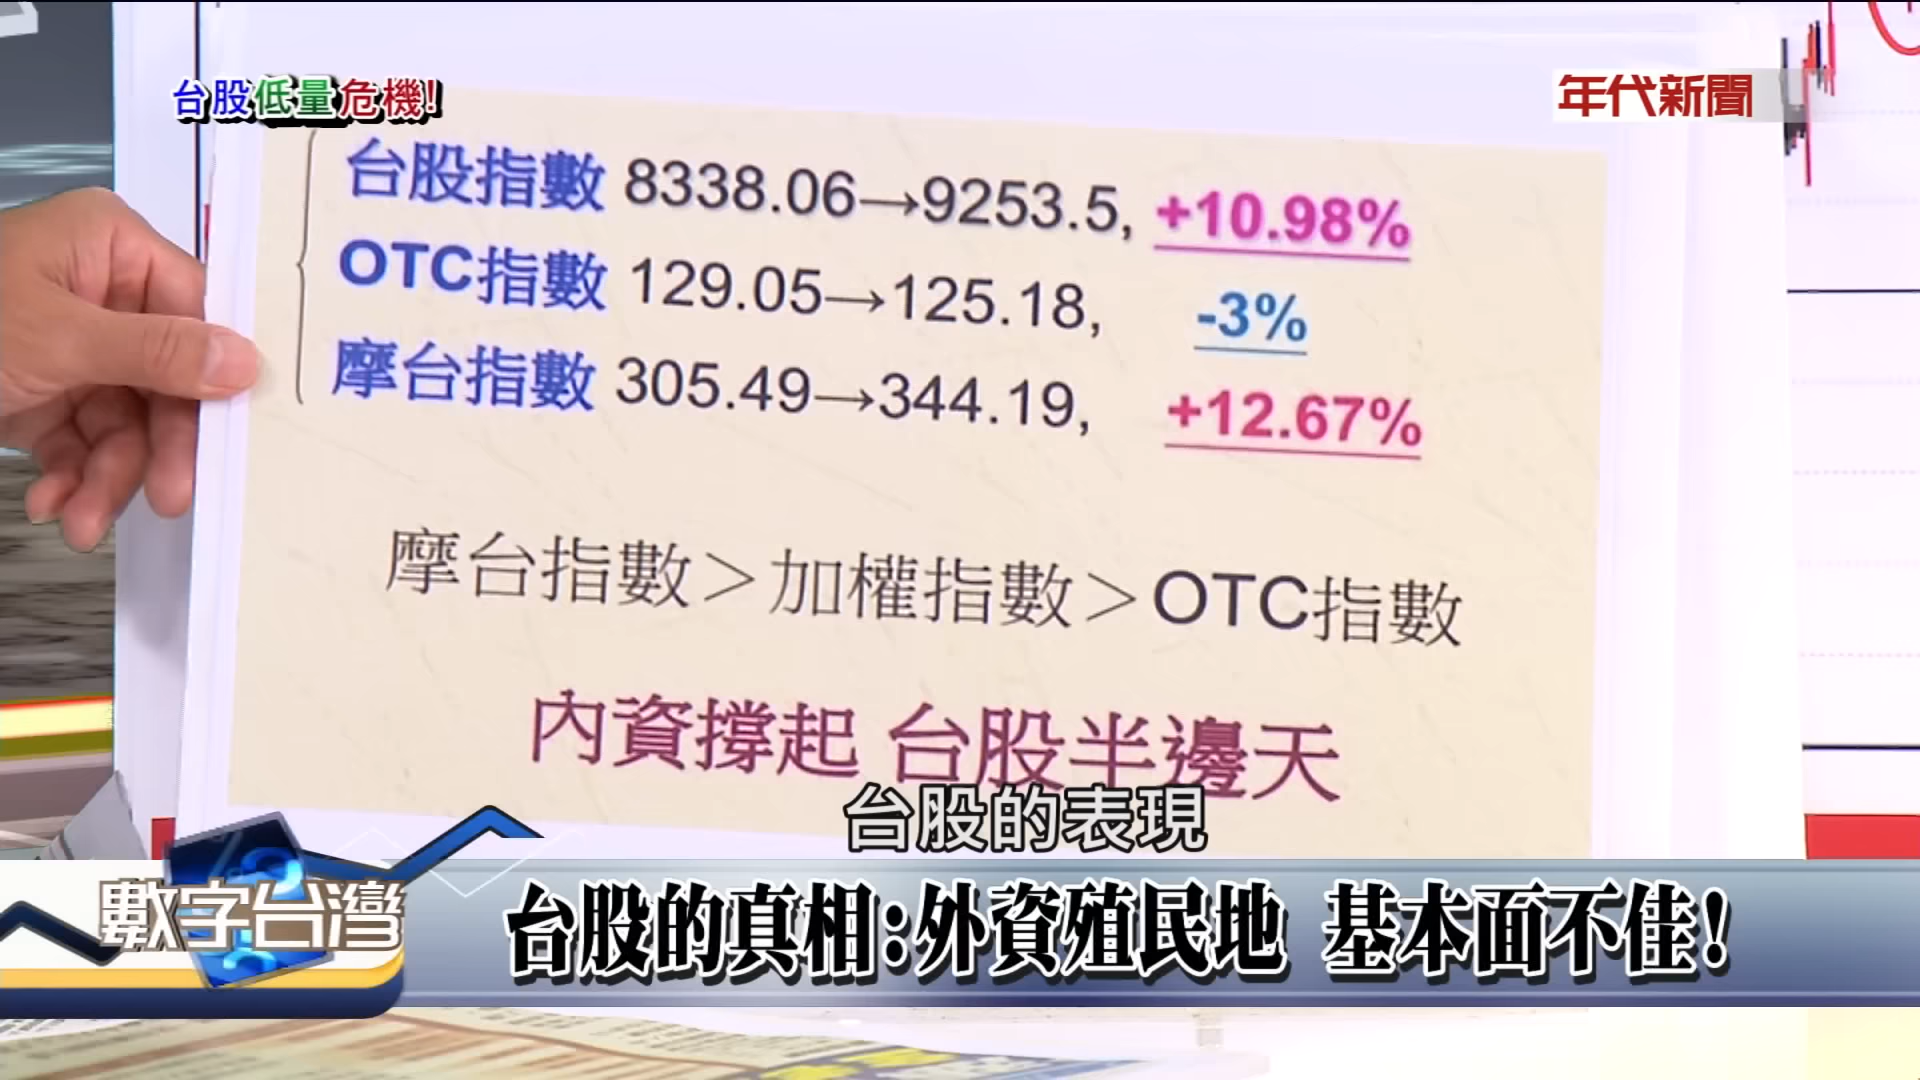 台股低量危機!
年代新聞
台股指數 8338.06→9253.5, +10.98%
OTC指數 129.05→125.18, -3%
摩台指數 305.49→344.19, +12.67%
摩台指數＞加權指數＞OTC指數
內資撐起 台股半邊天
台股的表現
數字台灣
台股的真相:外資殖民地 基本面不佳!